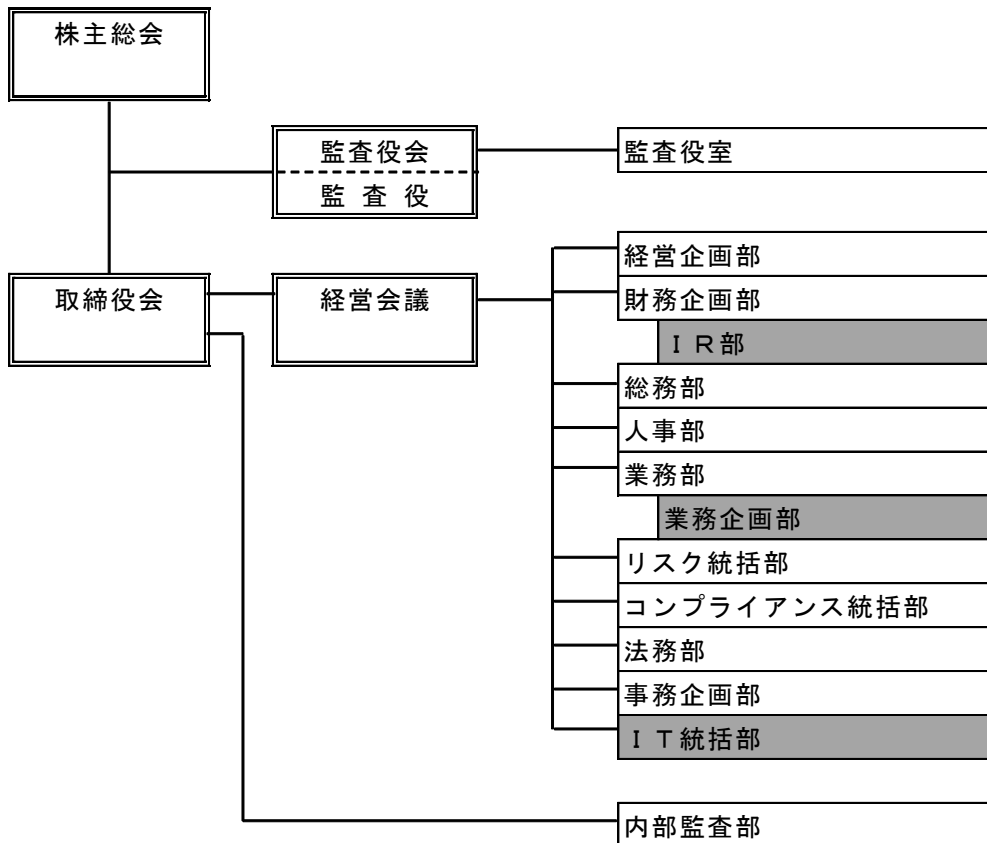 株主総会
監査役会
監 査 役
監査役室
取締役会
経営会議
経営企画部
財務企画部
ＩＲ部
総務部
人事部
業務部
業務企画部
リスク統括部
コンプライアンス統括部
法務部
事務企画部
ＩＴ統括部
内部監査部